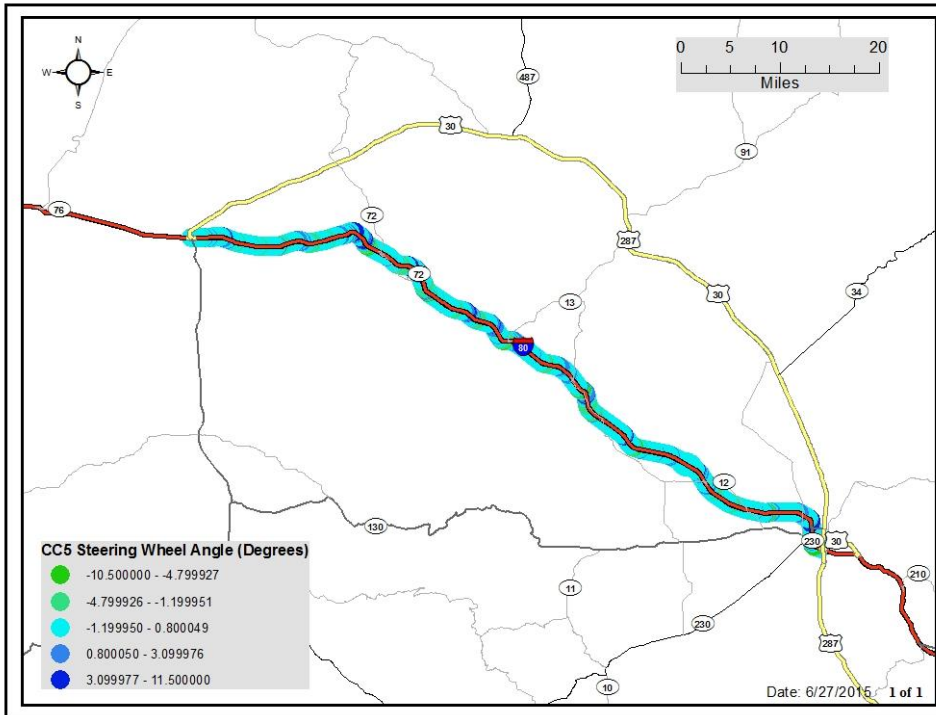 N
W E
S
0 5 10 20
Miles
487
30
91
76
72
287
72
30
34
13
80
12
130
230
30
210
11
230
287
10
CC5 Steering Wheel Angle (Degrees)
-10.500000 - -4.799927
-4.799926 - -1.199951
-1.199950 - 0.800049
0.800050 - 3.099976
3.099977 - 11.500000
Date: 6/27/2015 1 of 1